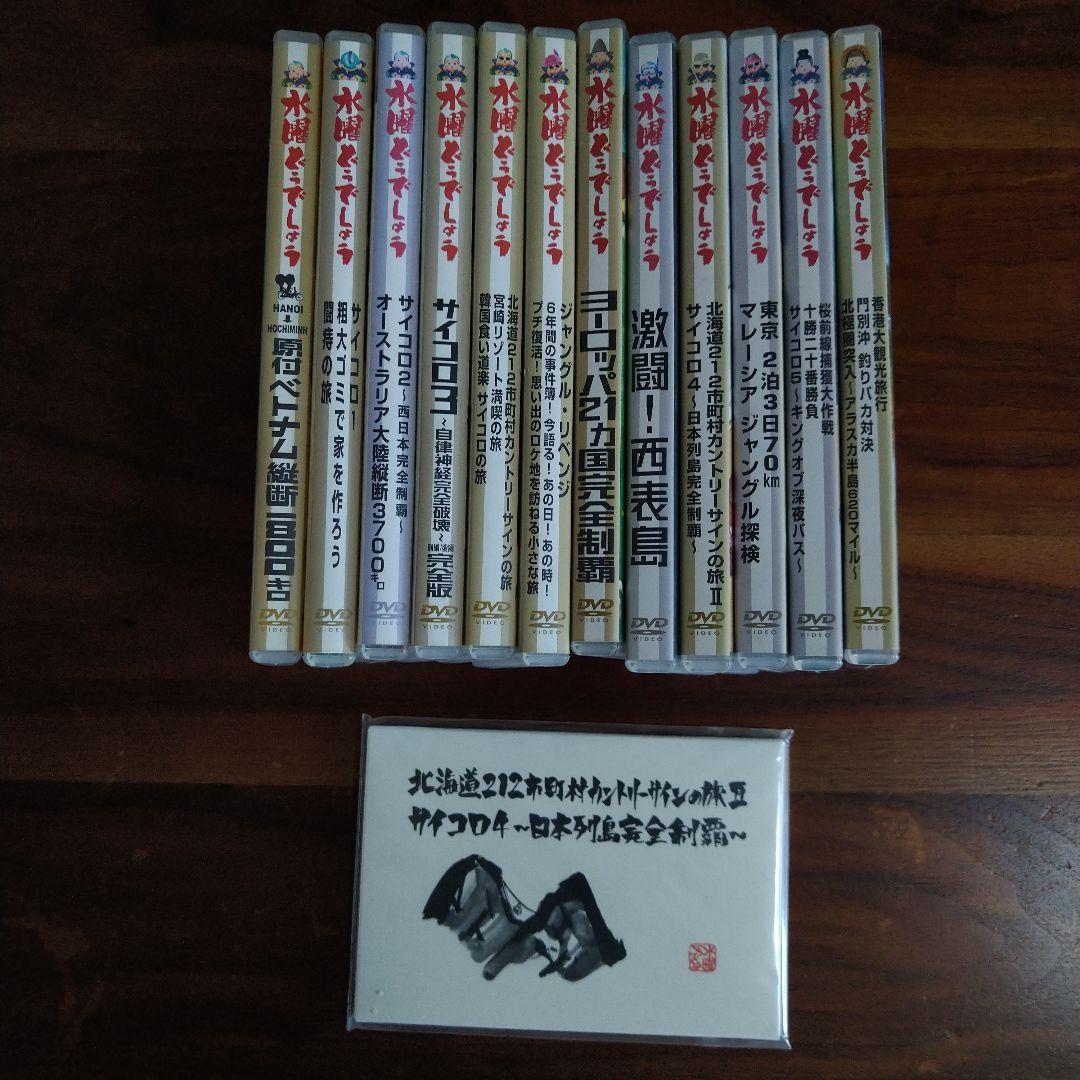 水曜どうでしょう
HANOI
HOCHIMINH
原付ベトナム縦断1800キロ
DVD
VIDEO
水曜どうでしょう
サイコロ1
粗大ゴミで家を作ろう
闘痔の旅
DVD
VIDEO
水曜どうでしょう
サイコロ2~西日本完全制覇~
オーストラリア大陸縦断3700キロ
DVD
VIDEO
水曜どうでしょう
サイコロ3
~自律神経完全破壊~
前編/後編
完全版
DVD
VIDEO
水曜どうでしょう
北海道212市町村カントリーサインの旅
宮崎リゾート満喫の旅
韓国食い道楽 サイコロの旅
DVD
VIDEO
水曜どうでしょう
ジャングル・リベンジ
6年間の事件簿!今語る!あの日!あの時!
プチ復活!思い出のロケ地を訪ねる小さな旅
DVD
VIDEO
水曜どうでしょう
ヨーロッパ21カ国完全制覇
DVD
VIDEO
水曜どうでしょう
激闘!西表島
DVD
VIDEO
水曜どうでしょう
北海道212市町村カントリーサインの旅Ⅱ
サイコロ4~日本列島完全制覇~
DVD
VIDEO
水曜どうでしょう
東京 2泊3日70km
マレーシア ジャングル探検
DVD
VIDEO
水曜どうでしょう
桜前線捕獲大作戦
十勝二十番勝負
サイコロ5~キングオブ深夜バス~
DVD
VIDEO
水曜どうでしょう
香港大観光旅行
門別沖 釣りバカ対決
北極圏突入~アラスカ半島620マイル~
DVD
VIDEO
北海道212市町村カントリーサインの旅Ⅱ
サイコロ4~日本列島完全制覇~